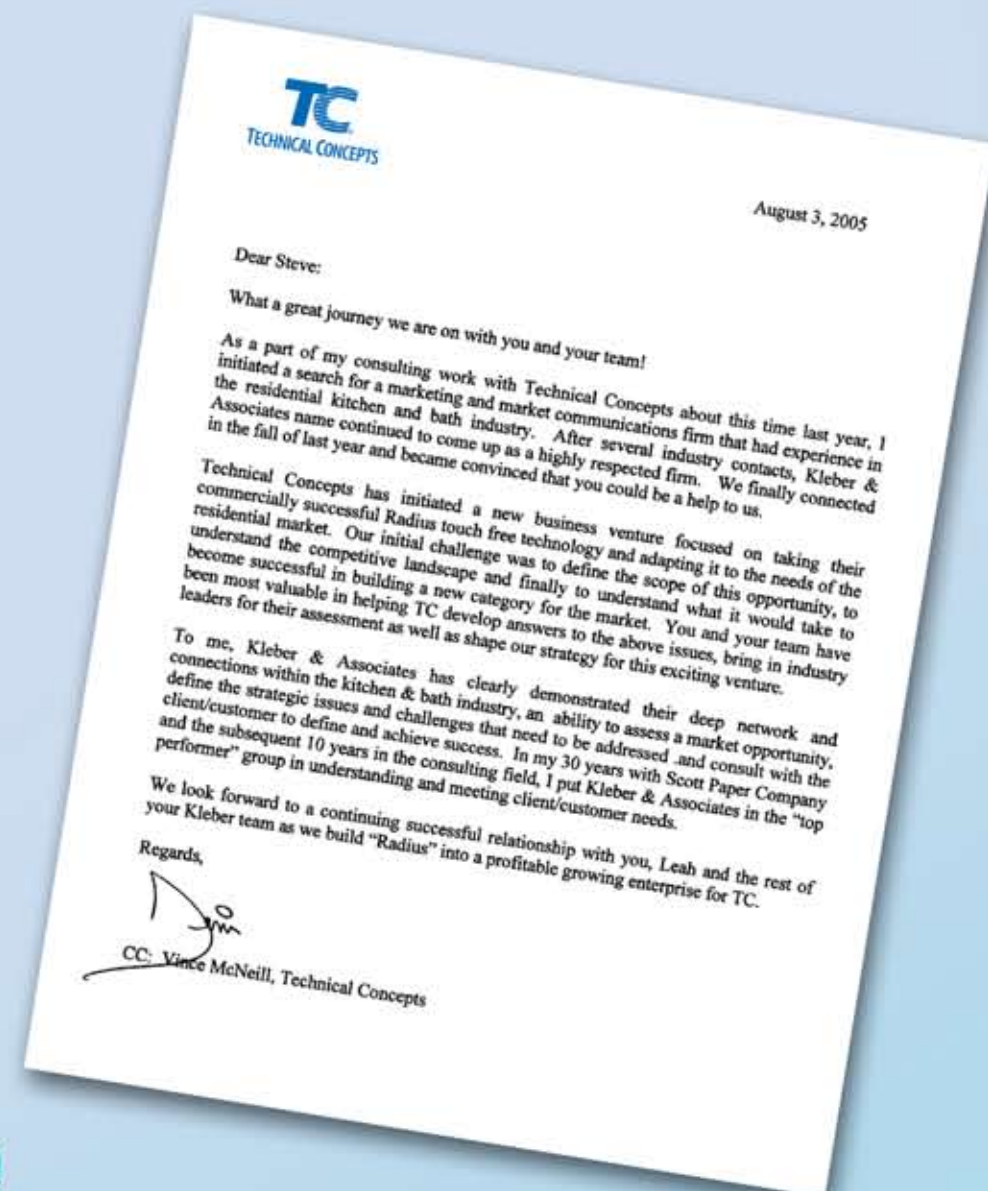 TC
TECHNICAL CONCEPTS
August 3, 2005
Dear Steve:
What a great journey we are on with you and your team!
As a part of my consulting work with Technical Concepts about this time last year, I
initiated a search for a marketing and market communications firm that had experience in
the residential kitchen and bath industry. After several industry contacts, Kleber &
Associates name continued to come up as a highly respected firm. We finally connected
in the fall of last year and became convinced that you could be a help to us.
Technical Concepts has initiated a new business venture focused on taking their
commercially successful Radius touch free technology and adapting it to the needs of the
residential market. Our initial challenge was to define the scope of this opportunity, to
understand the competitive landscape and finally to understand what it would take to
become successful in building a new category for the market. You and your team have
been most valuable in helping TC develop answers to the above issues, bring in industry
leaders for their assessment as well as shape our strategy for this exciting venture.
To me, Kleber & Associates has clearly demonstrated their deep network and
connections within the kitchen & bath industry, an ability to assess a market opportunity,
define the strategic issues and challenges that need to be addressed .and consult with the
client/customer to define and achieve success. In my 30 years with Scott Paper Company
and the subsequent 10 years in the consulting field, I put Kleber & Associates in the "top
performer" group in understanding and meeting client/customer needs.
We look forward to a continuing successful relationship with you, Leah and the rest of
your Kleber team as we build "Radius" into a profitable growing enterprise for TC.
Regards,
CC: Vince McNeill, Technical Concepts